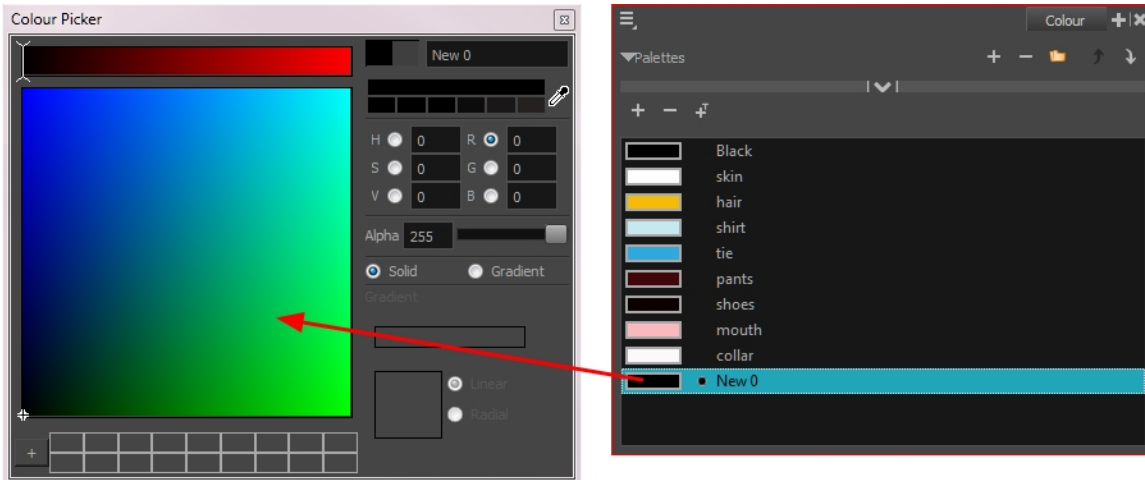 Colour Picker
New 0
H 0 R 0
S 0 G 0
V 0 B 0
Alpha 255
Solid Gradient
Gradient
Linear
Radial
+
Colour
Palettes
Black
skin
hair
shirt
tie
pants
shoes
mouth
collar
New 0